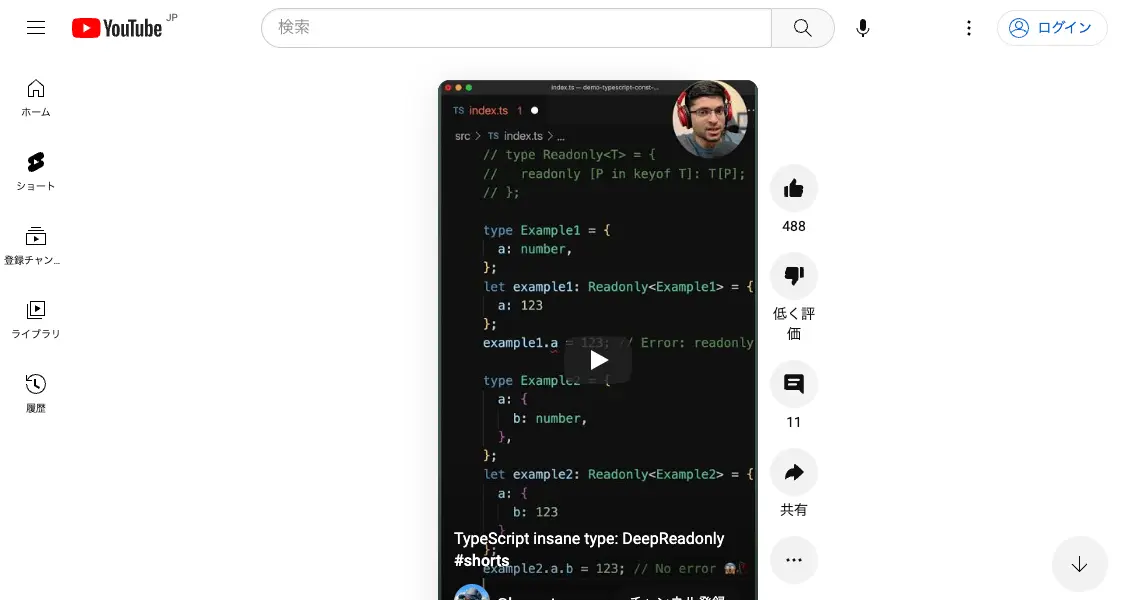 YouTube JP
検索
ログイン
ホーム
ショート
登録チャン...
ライブラリ
履歴
index.ts — demo-typescript-const-...
TS index.ts 1
src > TS index.ts > ...
// type Readonly<T> = {
//   readonly [P in keyof T]: T[P];
// };
type Example1 = {
a: number,
};
let example1: Readonly<Example1> = {
a: 123
};
example1.a = 123; // Error: readonly
type Example2 = {
a: {
b: number,
},
};
let example2: Readonly<Example2> = {
a: {
b: 123
}
};
example2.a.b = 123; // No error 😱
TypeScript insane type: DeepReadonly
#shorts
チャンネル登録
488
低く評
価
11
共有